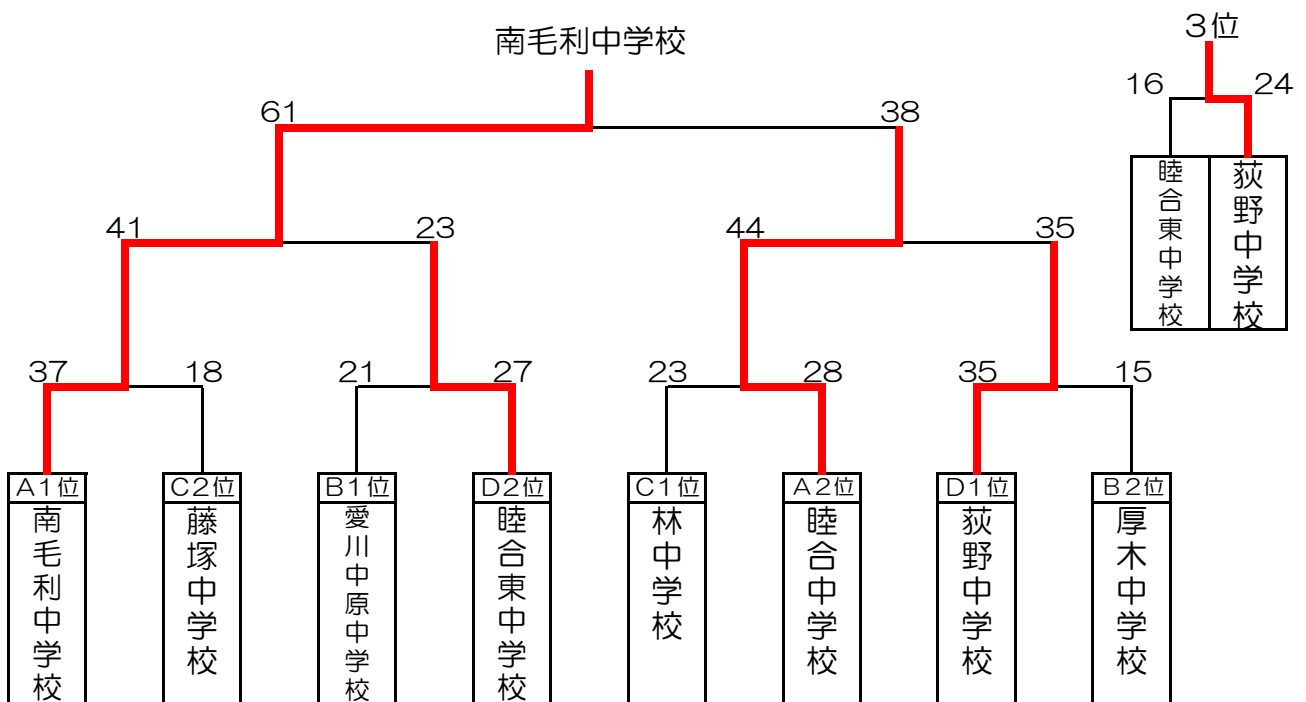 南毛利中学校
3位
16
24
睦合東中学校
荻野中学校
61
38
41
23
44
35
37
18
21
27
23
28
35
15
A1位
C2位
B1位
D2位
C1位
A2位
D1位
B2位
南毛利中学校
藤塚中学校
愛川中原中学校
睦合東中学校
林中学校
睦合中学校
荻野中学校
厚木中学校